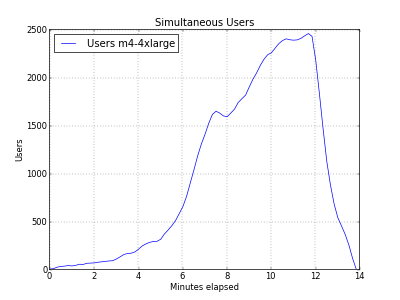 Simultaneous Users
Users m4-4xlarge
2500
2000
1500
1000
500
0
Users
0 2 4 6 8 10 12 14
Minutes elapsed